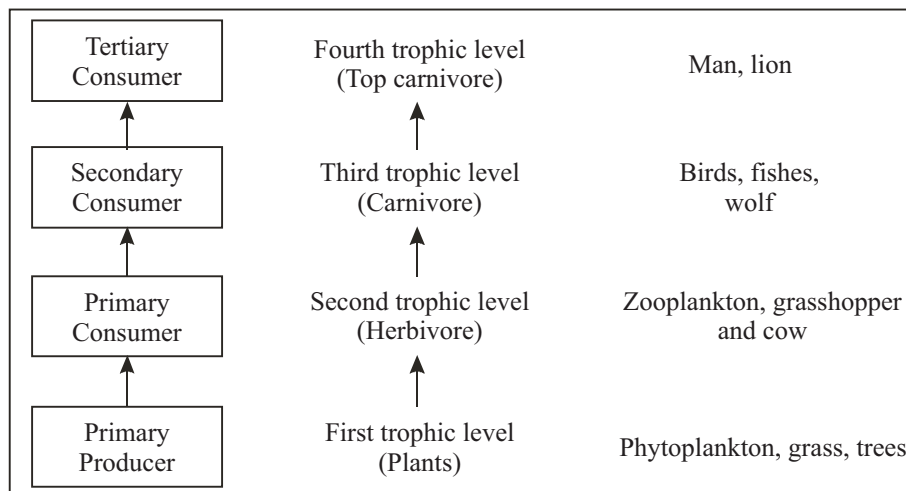 Tertiary
Consumer
Fourth trophic level
(Top carnivore)
Man, lion
Secondary
Consumer
Third trophic level
(Carnivore)
Birds, fishes,
wolf
Primary
Consumer
Second trophic level
(Herbivore)
Zooplankton, grasshopper
and cow
Primary
Producer
First trophic level
(Plants)
Phytoplankton, grass, trees